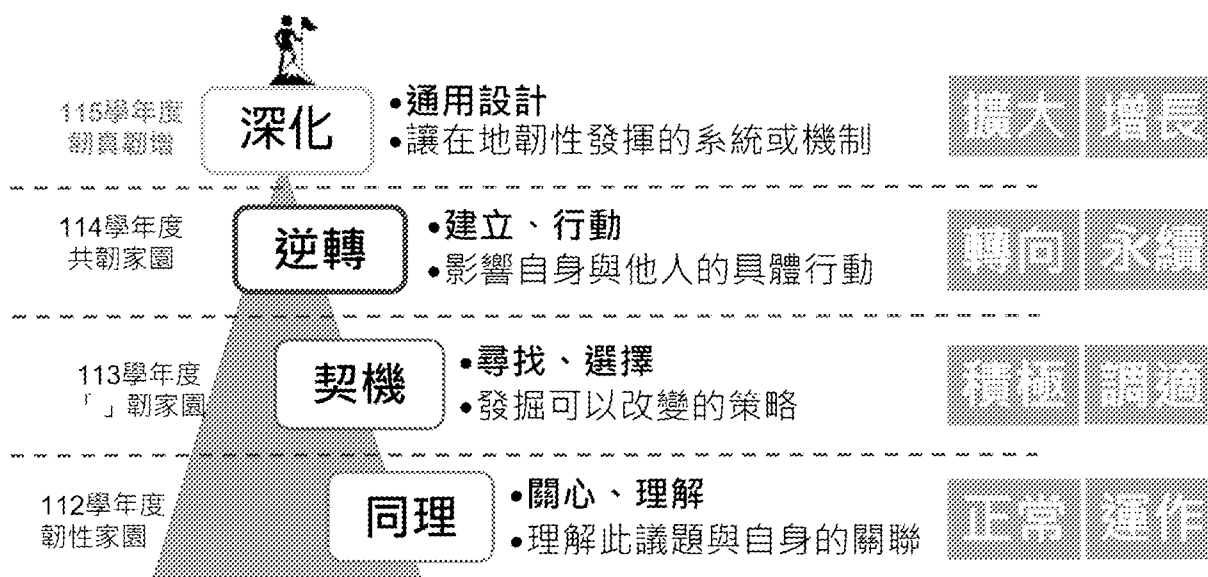 115學年度
韌真韌增
深化
•通用設計
•讓在地韌性發揮的系統或機制
擴大 增長
114學年度
共韌家園
逆轉
•建立、行動
•影響自身與他人的具體行動
轉向 永續
113學年度
「」韌家園
契機
•尋找、選擇
•發掘可以改變的策略
積極 調適
112學年度
韌性家園
同理
•關心、理解
•理解此議題與自身的關聯
正常 運作